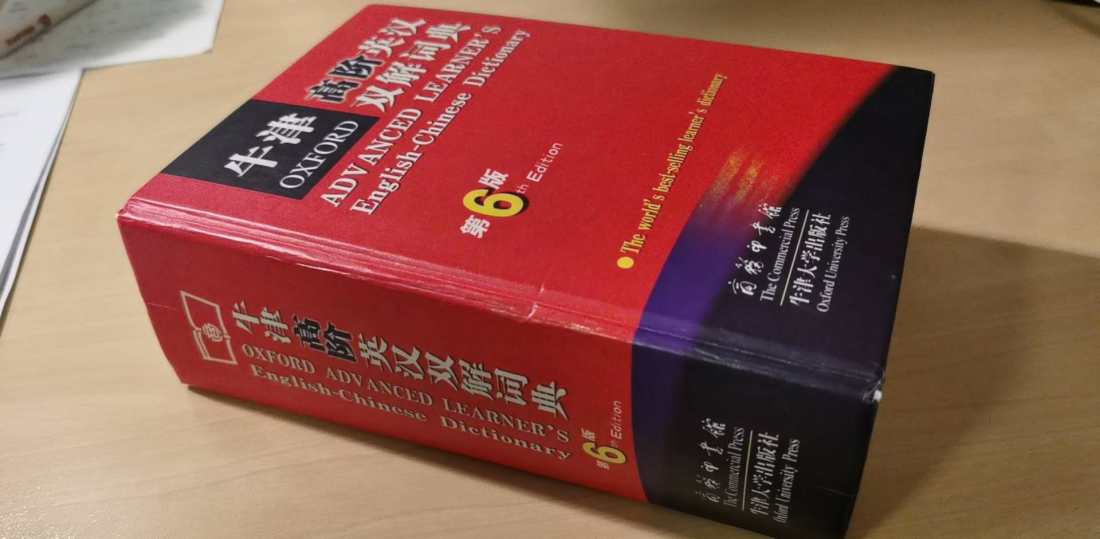 牛津
OXFORD
高阶英汉
双解词典
ADVANCED LEARNER'S
English-Chinese Dictionary
第6版
6th Edition
●The world's best-selling learner's dictionary
商务印书馆
The Commercial Press
牛津大学出版社
Oxford University Press
牛津高阶英汉双解词典
OXFORD ADVANCED LEARNER'S
English-Chinese Dictionary
第6版
6th Edition
商务印书馆
The Commercial Press
牛津大学出版社
Oxford University Press